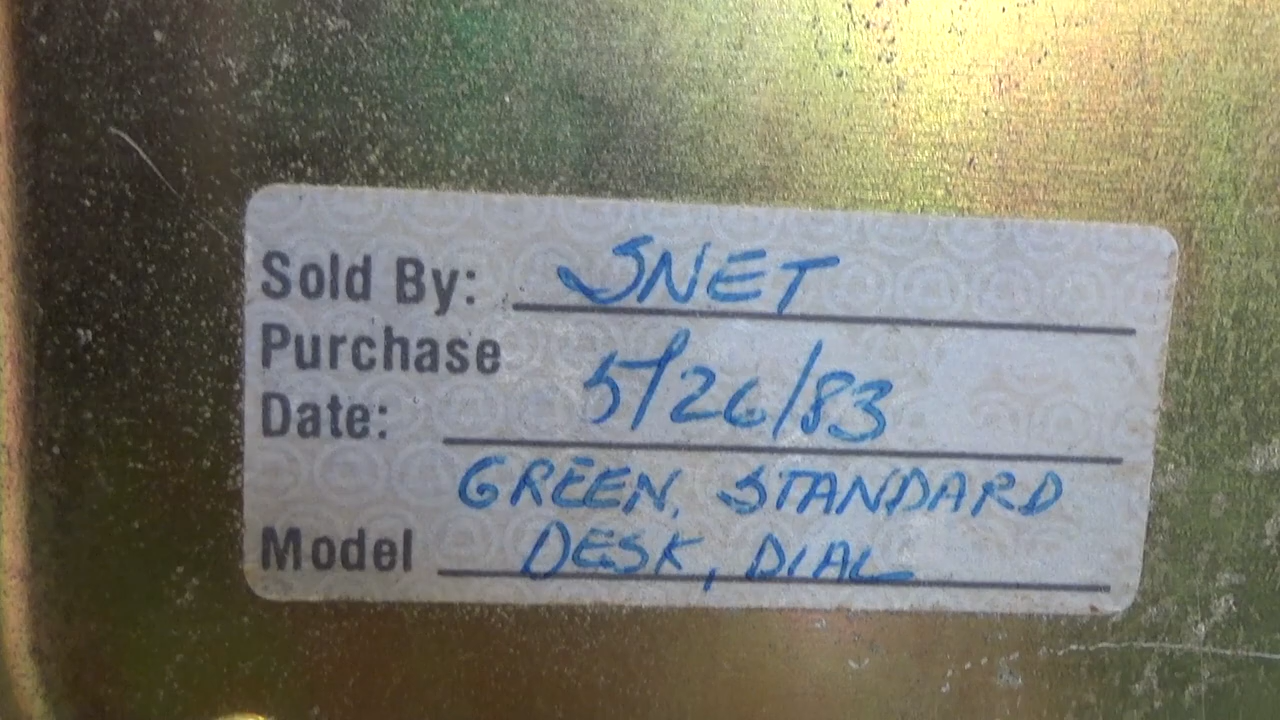 Sold By: SNET
Purchase
Date: 5/26/83
GREEN, STANDARD
Model DESK, DIAL